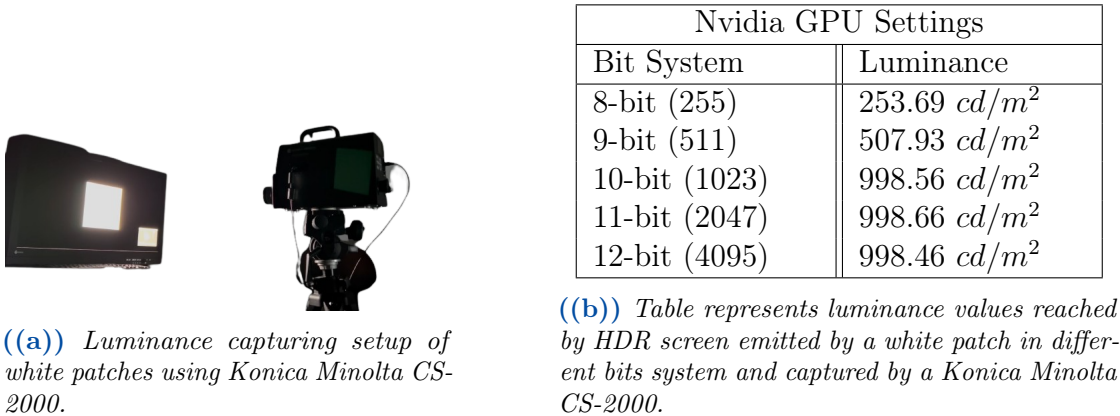 Nvidia GPU Settings
Bit System Luminance
8-bit (255) 253.69 cd/m²
9-bit (511) 507.93 cd/m²
10-bit (1023) 998.56 cd/m²
11-bit (2047) 998.66 cd/m²
12-bit (4095) 998.46 cd/m²
((a)) Luminance capturing setup of
white patches using Konica Minolta CS-
2000.
((b)) Table represents luminance values reached
by HDR screen emitted by a white patch in differ-
ent bits system and captured by a Konica Minolta
CS-2000.